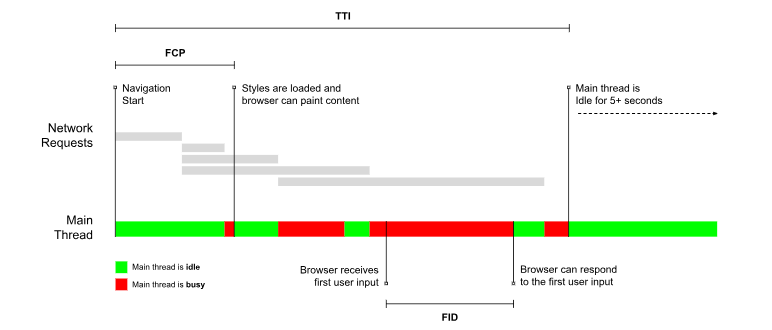 TTI
FCP
Navigation
Start
Styles are loaded and
browser can paint content
Main thread is
Idle for 5+ seconds
Network
Requests
Main
Thread
Main thread is idle
Main thread is busy
Browser receives
first user input
Browser can respond
to the first user input
FID